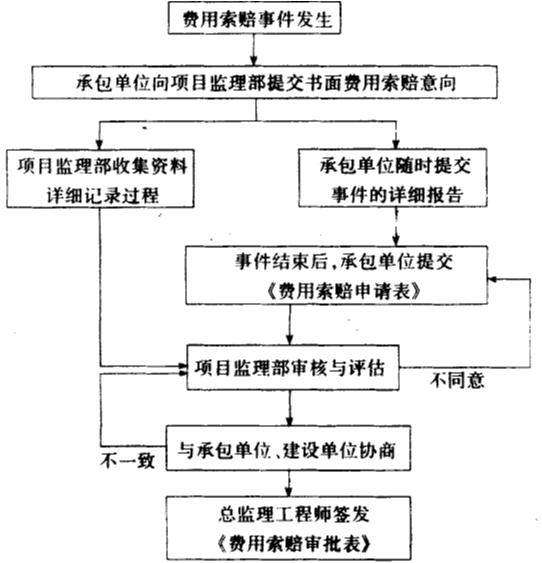 费用索赔事件发生
承包单位向项目监理部提交书面费用索赔意向
项目监理部收集资料
详细记录过程
承包单位随时提交
事件的详细报告
事件结束后,承包单位提交
《费用索赔申请表》
项目监理部审核与评估
不同意
与承包单位、建设单位协商
不一致
总监理工程师签发
《费用索赔审批表》